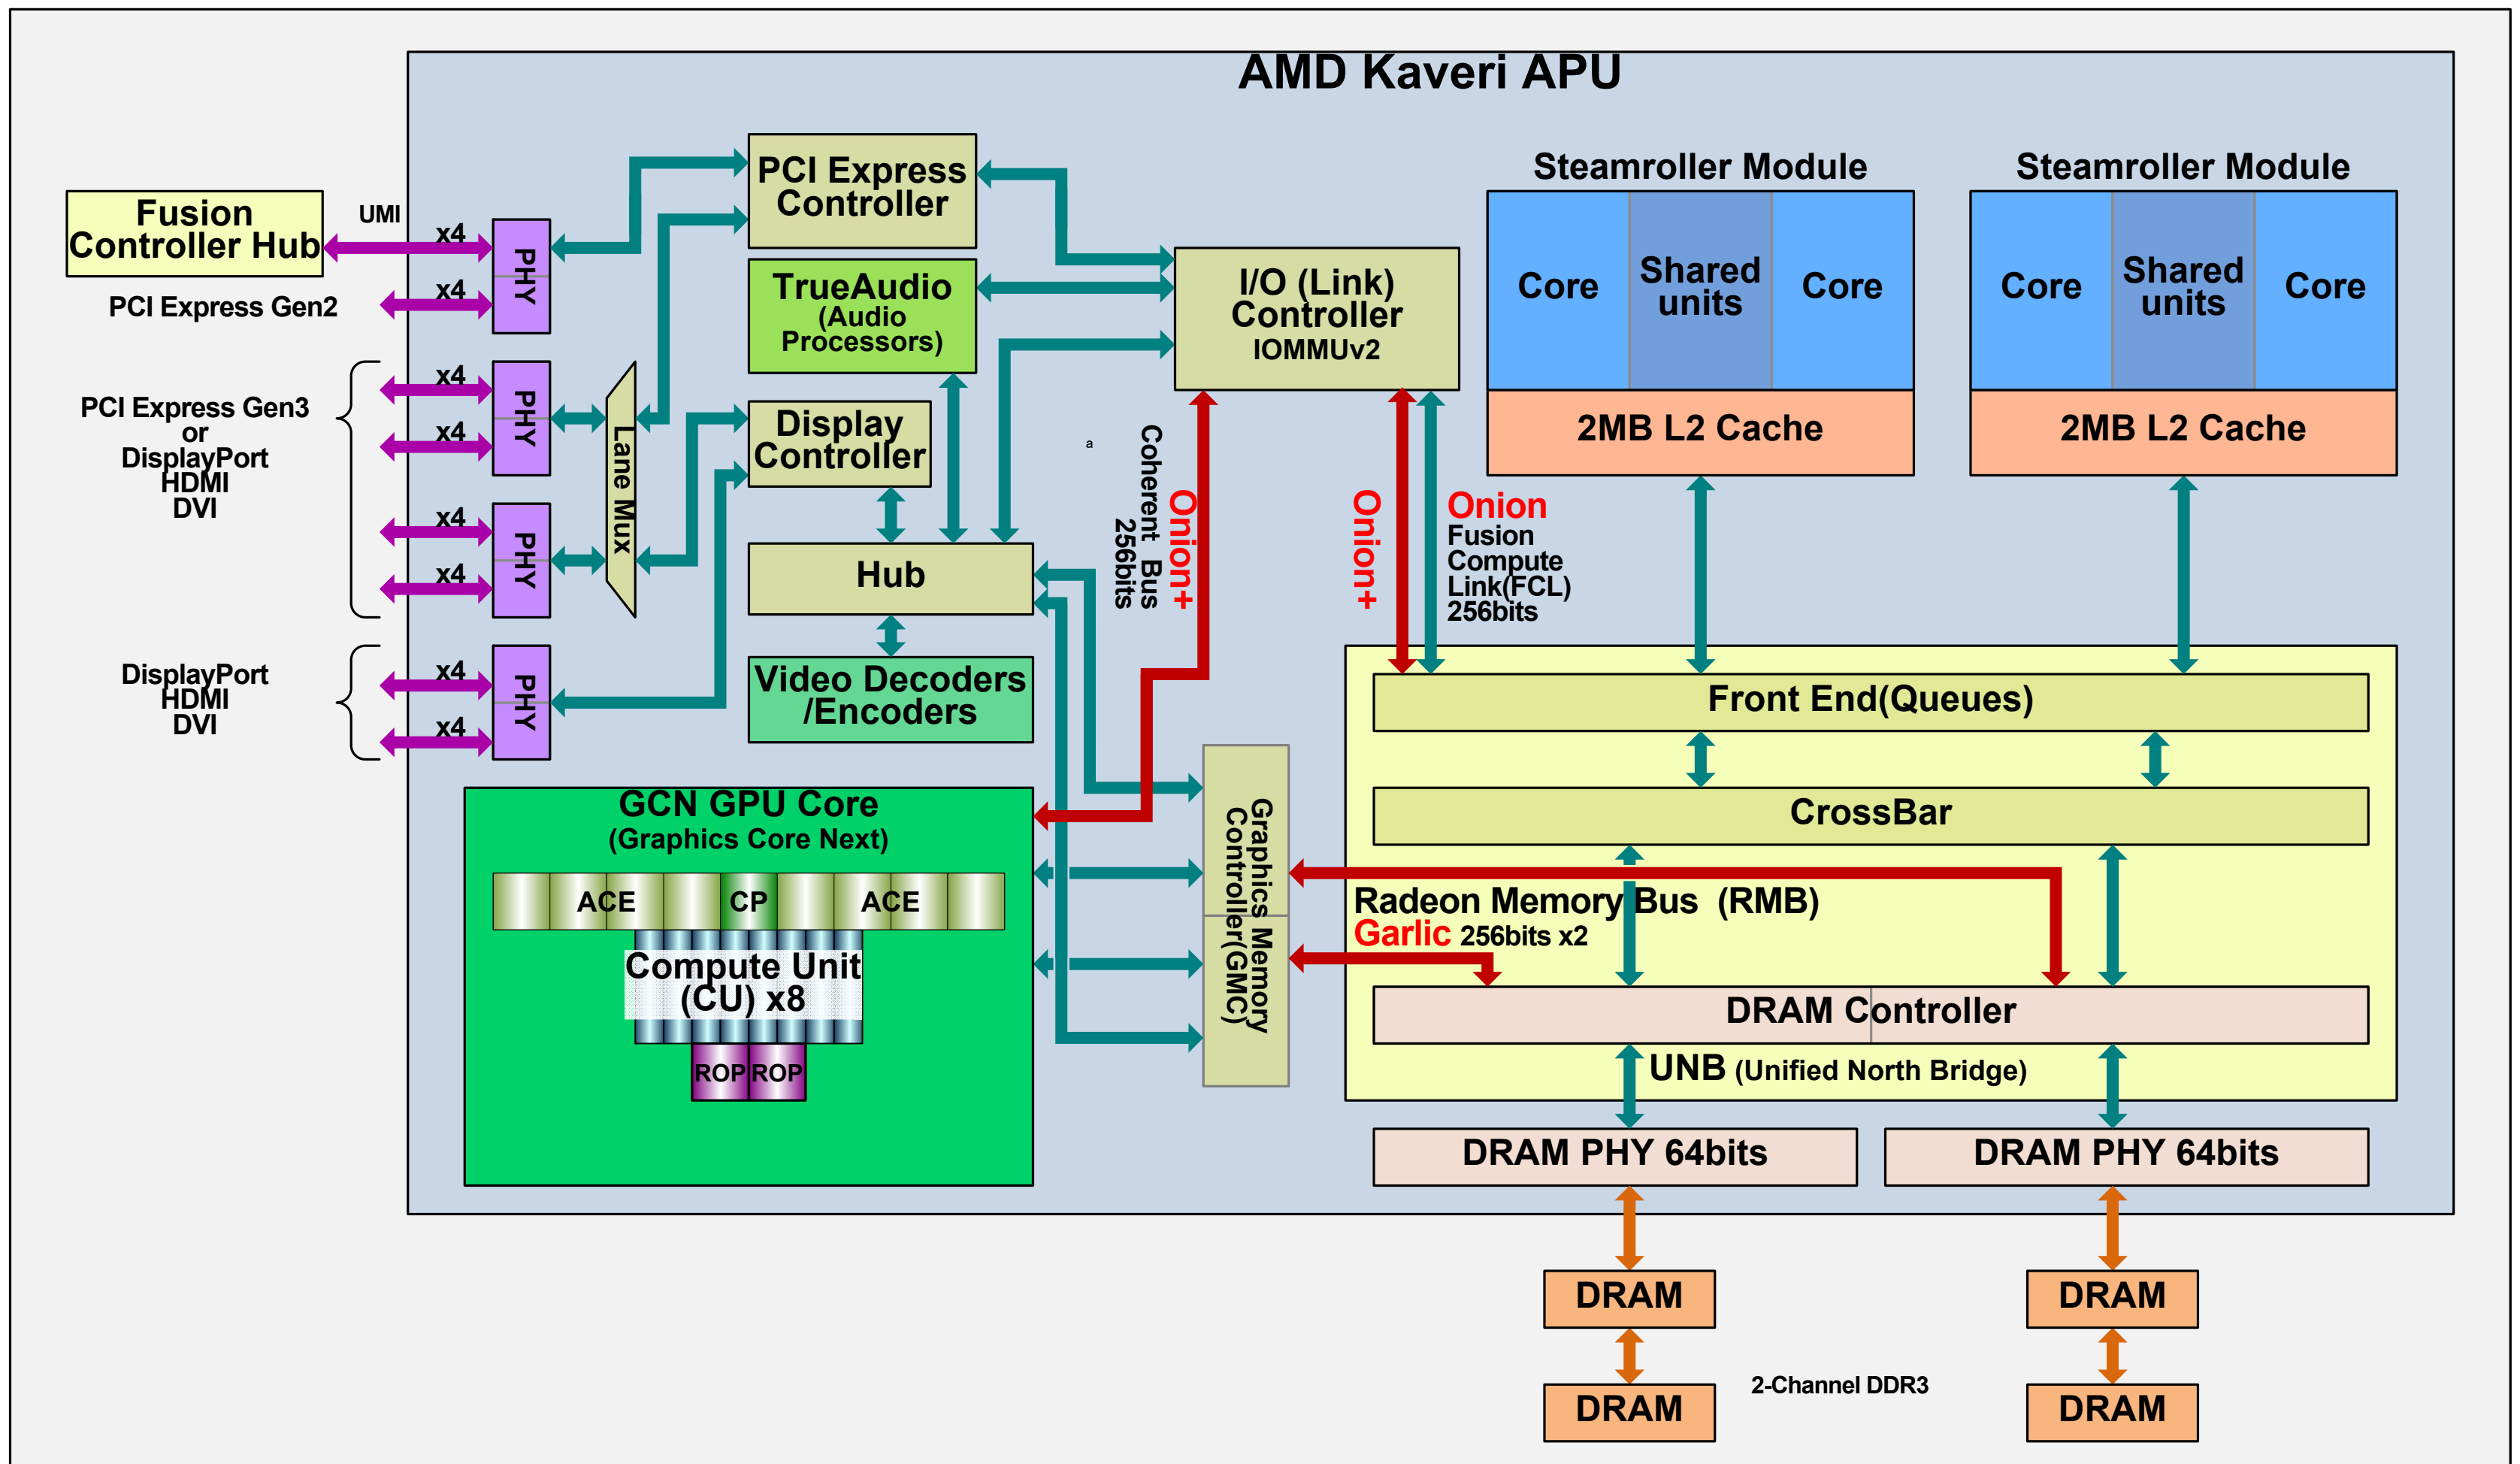 AMD Kaveri APU
Fusion
Controller Hub
UMI
x4
PHY
x4
PCI Express Gen2
PCI Express Gen3
or
DisplayPort
HDMI
DVI
x4
PHY
x4
x4
PHY
x4
Lane Mux
DisplayPort
HDMI
DVI
x4
PHY
x4
PCI Express
Controller
TrueAudio
(Audio
Processors)
Display
Controller
Hub
Video Decoders
/Encoders
I/O (Link)
Controller
IOMMUv2
a
Onion+
Coherent Bus
256bits
Onion+
Onion
Fusion
Compute
Link(FCL)
256bits
Steamroller Module
Core
Shared
units
Core
2MB L2 Cache
Steamroller Module
Core
Shared
units
Core
2MB L2 Cache
GCN GPU Core
(Graphics Core Next)
ACE
CP
ACE
Compute Unit
(CU) x8
ROP
ROP
Graphics Memory
Controller(GMC)
Front End(Queues)
CrossBar
Radeon Memory Bus (RMB)
Garlic 256bits x2
DRAM Controller
UNB (Unified North Bridge)
DRAM PHY 64bits
DRAM PHY 64bits
DRAM
DRAM
2-Channel DDR3
DRAM
DRAM